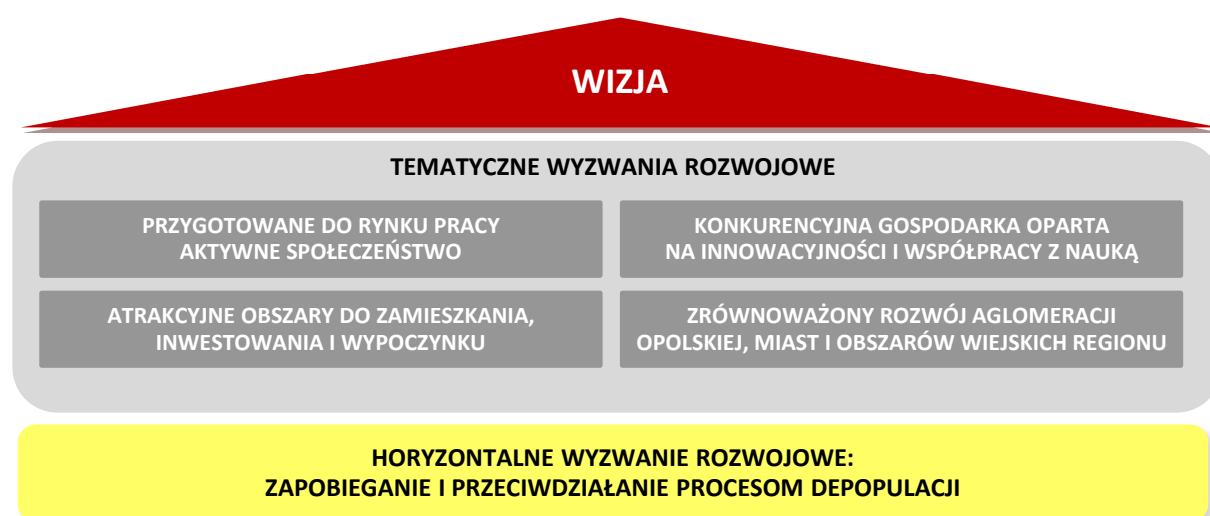 WIZJA
TEMATYCZNE WYZWANIA ROZWOJOWE
PRZYGOTOWANE DO RYNKU PRACY
AKTYWNE SPOŁECZEŃSTWO
KONKURENCYJNA GOSPODARKA OPARTA
NA INNOWACYJNOŚCI I WSPÓŁPRACY Z NAUKĄ
ATRAKCYJNE OBSZARY DO ZAMIESZKANIA,
INWESTOWANIA I WYPOCZYNKU
ZRÓWNOWAŻONY ROZWÓJ AGLOMERACJI
OPOLSKIEJ, MIAST I OBSZARÓW WIEJSKICH REGIONU
HORYZONTALNE WYZWANIE ROZWOJOWE:
ZAPOBIEGANIE I PRZECIWDZIAŁANIE PROCESOM DEPOPULACJI